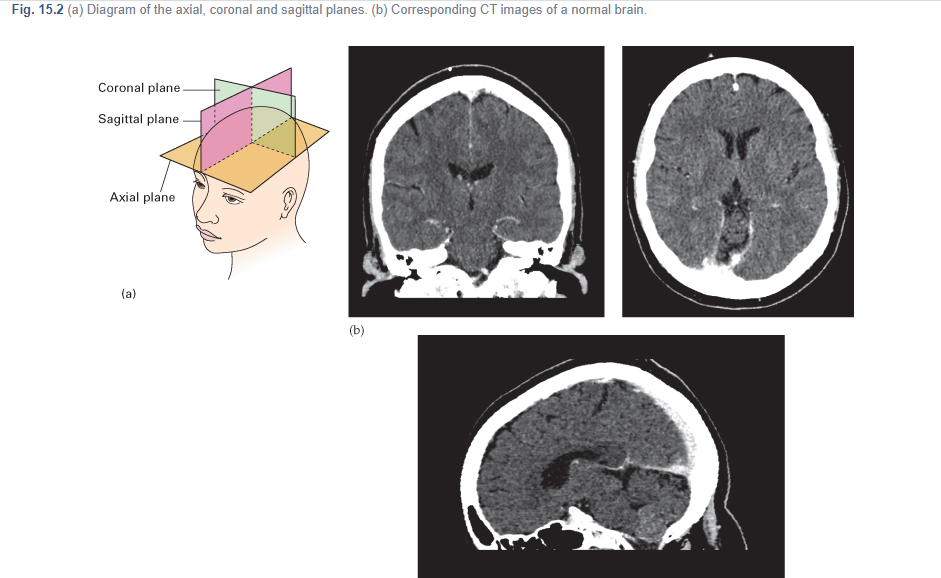 Fig. 15.2 (a) Diagram of the axial, coronal and sagittal planes. (b) Corresponding CT images of a normal brain.
Coronal plane
Sagittal plane
Axial plane
(a)
(b)